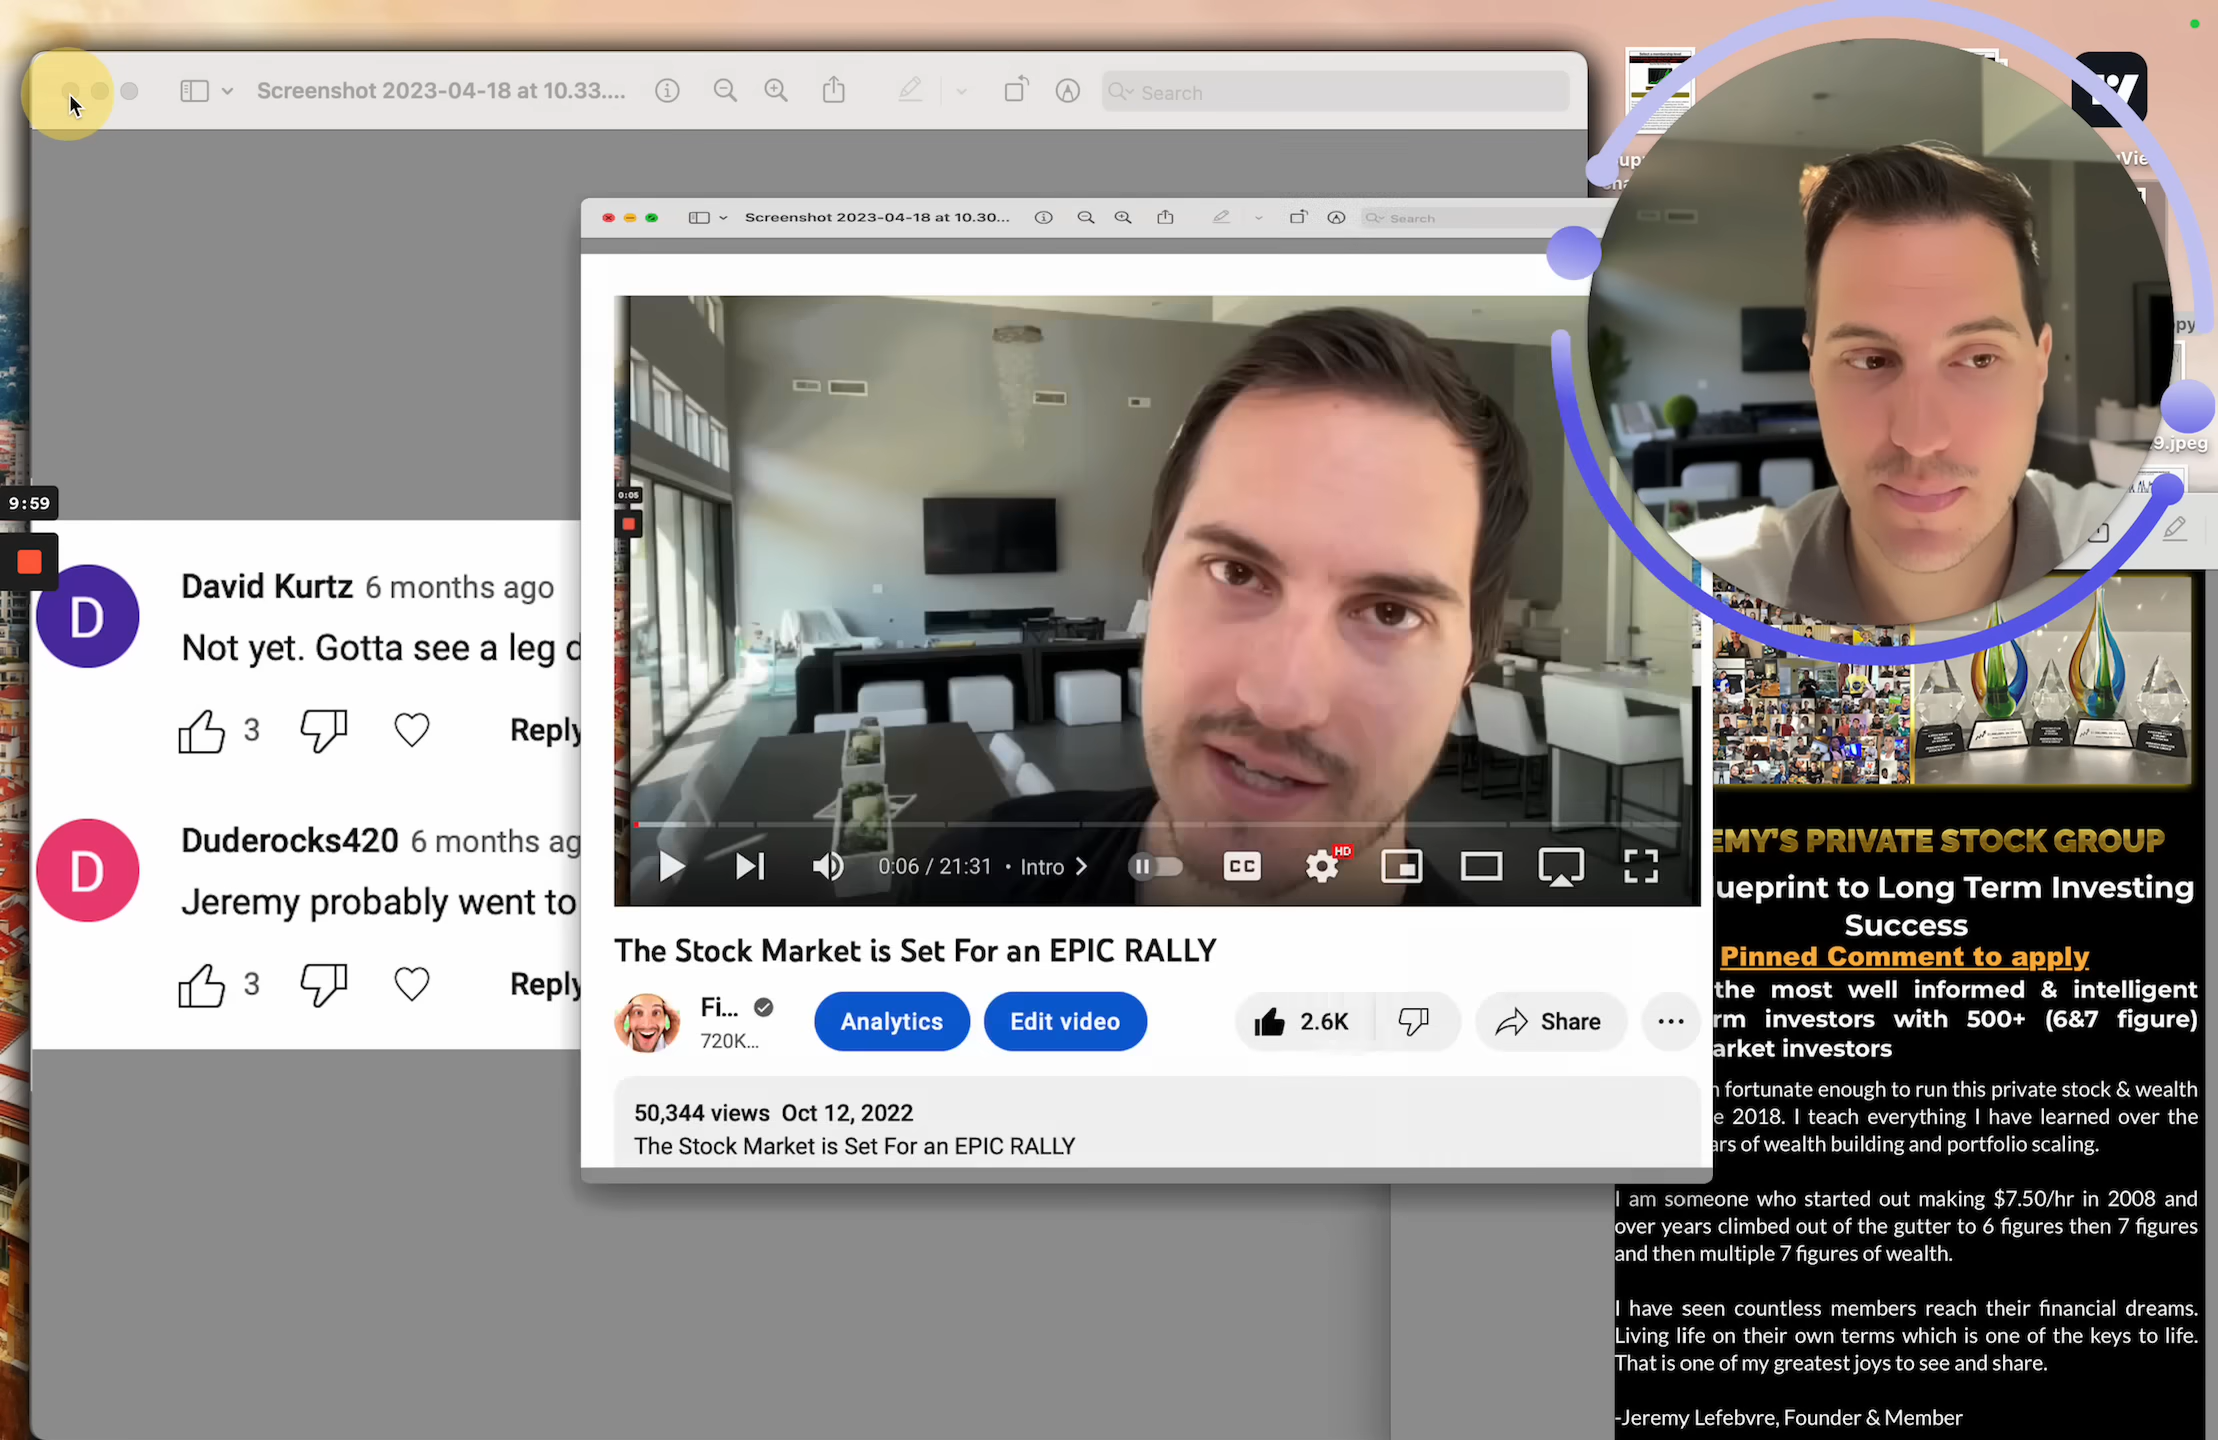 Screenshot 2023-04-18 at 10.33....
Search
Screenshot 2023-04-18 at 10.30...
Search
9:59
0:05
David Kurtz 6 months ago
Not yet. Gotta see a leg d
3
Reply
Duderocks420 6 months ag
Jeremy probably went to
3
Reply
0:06 / 21:31 • Intro
CC
HD
The Stock Market is Set For an EPIC RALLY
Fi...
720K...
Analytics
Edit video
2.6K
Share
50,344 views Oct 12, 2022
The Stock Market is Set For an EPIC RALLY
9.jpeg
EMY'S PRIVATE STOCK GROUP
ueprint to Long Term Investing
Success
Pinned Comment to apply
the most well informed & intelligent
rm investors with 500+ (6&7 figure)
arket investors
fortunate enough to run this private stock & wealth
e 2018. I teach everything I have learned over the
ars of wealth building and portfolio scaling.
I am someone who started out making $7.50/hr in 2008 and
over years climbed out of the gutter to 6 figures then 7 figures
and then multiple 7 figures of wealth.
I have seen countless members reach their financial dreams.
Living life on their own terms which is one of the keys to life.
That is one of my greatest joys to see and share.
-Jeremy Lefebvre, Founder & Member